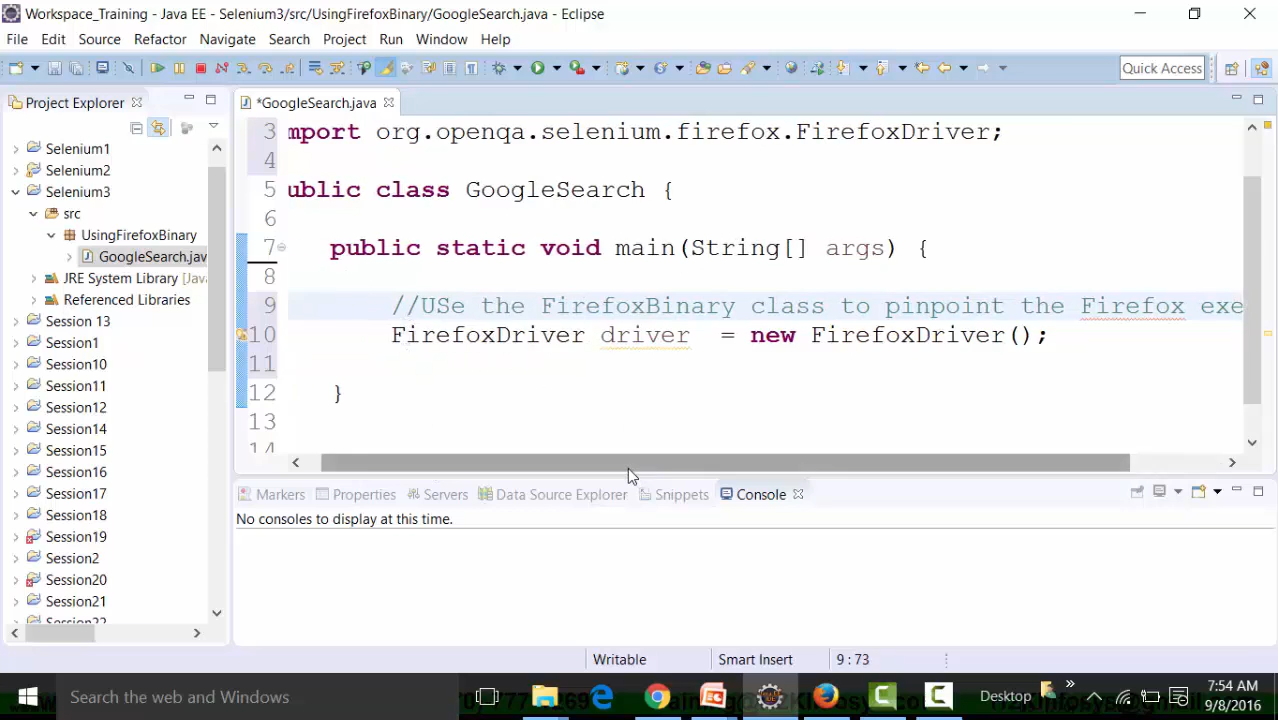 Workspace_Training - Java EE - Selenium3/src/UsingFirefoxBinary/GoogleSearch.java - Eclipse
File Edit Source Refactor Navigate Search Project Run Window Help
Quick Access
Project Explorer
Selenium1
Selenium2
Selenium3
src
UsingFirefoxBinary
GoogleSearch.jav
JRE System Library [Java
Referenced Libraries
Session 13
Session1
Session10
Session11
Session12
Session14
Session15
Session16
Session17
Session18
Session19
Session2
Session20
Session21
Session22
*GoogleSearch.java
3 mport org.openqa.selenium.firefox.FirefoxDriver;
4
5 ublic class GoogleSearch {
6
7 public static void main(String[] args) {
8
9 //USe the FirefoxBinary class to pinpoint the Firefox exe
10 FirefoxDriver driver = new FirefoxDriver();
11
12 }
13
14
Markers Properties Servers Data Source Explorer Snippets Console
No consoles to display at this time.
Writable Smart Insert 9 : 73
Search the web and Windows
Desktop
7:54 AM
9/8/2016